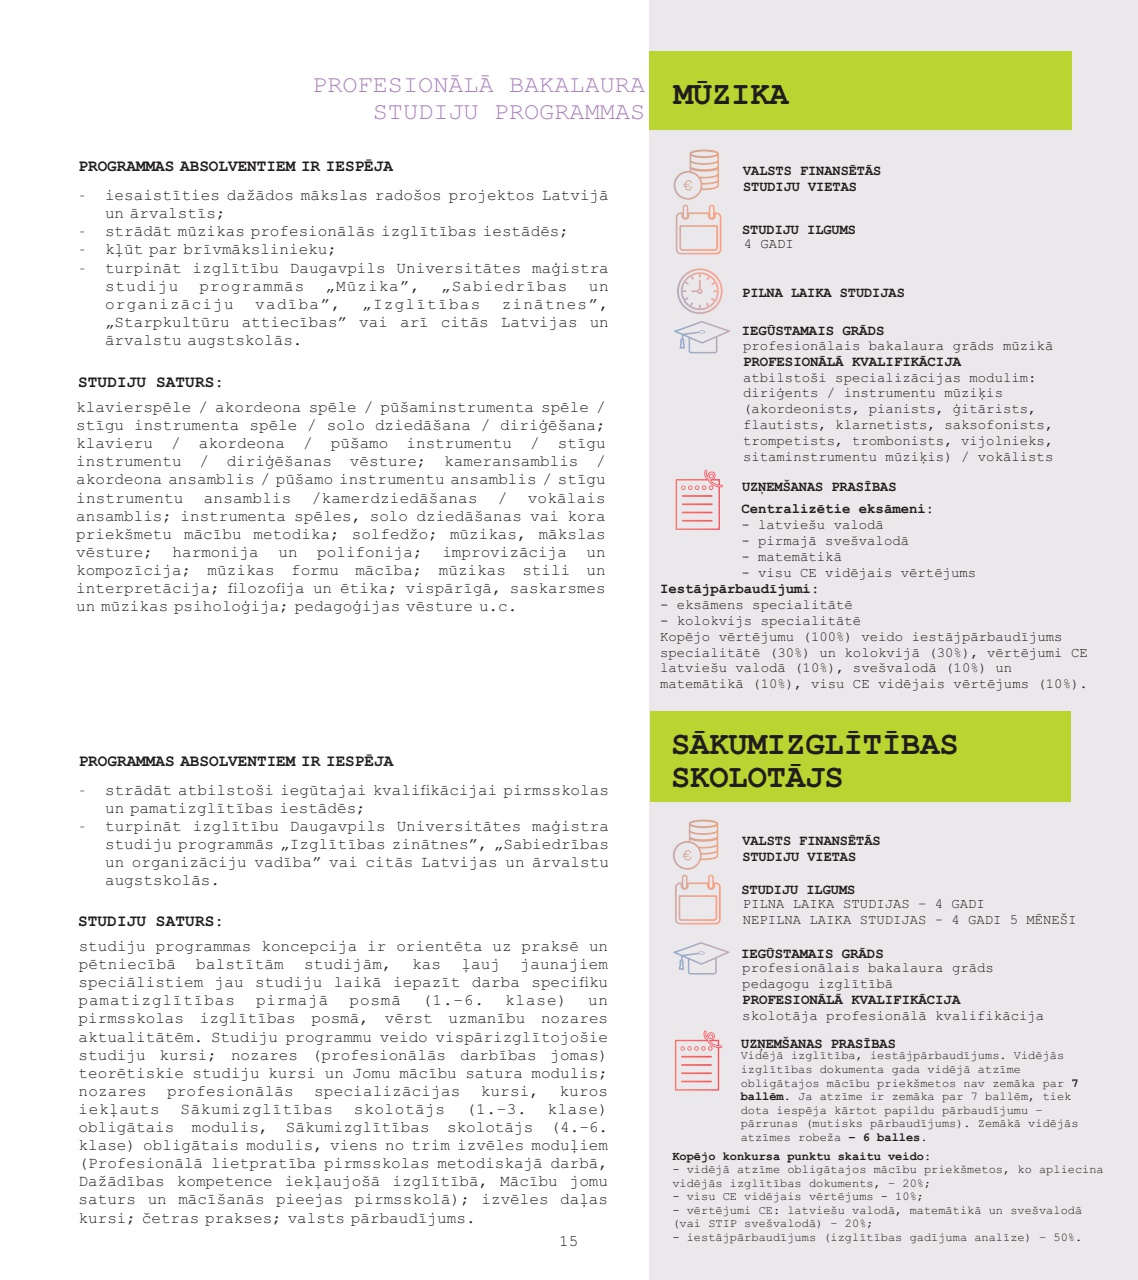 PROFESIONĀLĀ BAKALAURA
STUDIJU PROGRAMMAS
MŪZIKA
PROGRAMMAS ABSOLVENTIEM IR IESPĒJA
- iesaistīties dažādos mākslas radošos projektos Latvijā
un ārvalstīs;
- strādāt mūzikas profesionālās izglītības iestādēs;
- kļūt par brīvmākslinieku;
- turpināt izglītību Daugavpils Universitātes maģistra
studiju programmās „Mūzika”, „Sabiedrības un
organizāciju vadība”, „Izglītības zinātnes”,
„Starpkultūru attiecības” vai arī citās Latvijas un
ārvalstu augstskolās.
STUDIJU SATURS:
klavierspēle / akordeona spēle / pūšaminstrumenta spēle /
stīgu instrumenta spēle / solo dziedāšana / diriģēšana;
klavieru / akordeona / pūšamo instrumentu / stīgu
instrumentu / diriģēšanas vēsture; kameransamblis /
akordeona ansamblis / pūšamo instrumentu ansamblis / stīgu
instrumentu ansamblis /kamerdziedāšanas / vokālais
ansamblis; instrumenta spēles, solo dziedāšanas vai kora
priekšmetu mācību metodika; solfedžo; mūzikas, mākslas
vēsture; harmonija un polifonija; improvizācija un
kompozīcija; mūzikas formu mācība; mūzikas stili un
interpretācija; filozofija un ētika; vispārīgā, saskarsmes
un mūzikas psiholoģija; pedagoģijas vēsture u.c.
VALSTS FINANSĒTĀS
STUDIJU VIETAS
STUDIJU ILGUMS
4 GADI
PILNA LAIKA STUDIJAS
IEGŪSTAMAIS GRĀDS
profesionālais bakalaura grāds mūzikā
PROFESIONĀLĀ KVALIFIKĀCIJA
atbilstoši specializācijas modulim:
diriģents / instrumentu mūziķis
(akordeonists, pianists, ģitārists,
flautists, klarnetists, saksofonists,
trompetists, trombonists, vijolnieks,
sitaminstrumentu mūziķis) / vokālists
UZŅEMŠANAS PRASĪBAS
Centralizētie eksāmeni:
- latviešu valodā
- pirmajā svešvalodā
- matemātikā
- visu CE vidējais vērtējums
Iestājpārbaudījumi:
- eksāmens specialitātē
- kolokvijs specialitātē
Kopējo vērtējumu (100%) veido iestājpārbaudījums
specialitātē (30%) un kolokvijā (30%), vērtējumi CE
latviešu valodā (10%), svešvalodā (10%) un
matemātikā (10%), visu CE vidējais vērtējums (10%).
SĀKUMIZGLĪTĪBAS
SKOLOTĀJS
PROGRAMMAS ABSOLVENTIEM IR IESPĒJA
- strādāt atbilstoši iegūtajai kvalifikācijai pirmsskolas
un pamatizglītības iestādēs;
- turpināt izglītību Daugavpils Universitātes maģistra
studiju programmās „Izglītības zinātnes”, „Sabiedrības
un organizāciju vadība” vai citās Latvijas un ārvalstu
augstskolās.
STUDIJU SATURS:
studiju programmas koncepcija ir orientēta uz praksē un
pētniecībā balstītām studijām, kas ļauj jaunajiem
speciālistiem jau studiju laikā iepazīt darba specifiku
pamatizglītības pirmajā posmā (1.–6. klase) un
pirmsskolas izglītības posmā, vērst uzmanību nozares
aktualitātēm. Studiju programmu veido vispārizglītojošie
studiju kursi; nozares (profesionālās darbības jomas)
teorētiskie studiju kursi un Jomu mācību satura modulis;
nozares profesionālās specializācijas kursi, kuros
iekļauts Sākumizglītības skolotājs (1.–3. klase)
obligātais modulis, Sākumizglītības skolotājs (4.–6.
klase) obligātais modulis, viens no trim izvēles moduļiem
(Profesionālā lietpratība pirmsskolas metodiskajā darbā,
Dažādības kompetence iekļaujošā izglītībā, Mācību jomu
saturs un mācīšanās pieejas pirmsskolā); izvēles daļas
kursi; četras prakses; valsts pārbaudījums.
VALSTS FINANSĒTĀS
STUDIJU VIETAS
STUDIJU ILGUMS
PILNA LAIKA STUDIJAS – 4 GADI
NEPILNA LAIKA STUDIJAS – 4 GADI 5 MĒNEŠI
IEGŪSTAMAIS GRĀDS
profesionālais bakalaura grāds
pedagogu izglītībā
PROFESIONĀLĀ KVALIFIKĀCIJA
skolotāja profesionālā kvalifikācija
UZŅEMŠANAS PRASĪBAS
Vidējā izglītība, iestājpārbaudījums. Vidējās
izglītības dokumenta gada vidējā atzīme
obligātajos mācību priekšmetos nav zemāka par 7
ballēm. Ja atzīme ir zemāka par 7 ballēm, tiek
dota iespēja kārtot papildu pārbaudījumu –
pārrunas (mutisks pārbaudījums). Zemākā vidējās
atzīmes robeža – 6 balles.
Kopējo konkursa punktu skaitu veido:
- vidējā atzīme obligātajos mācību priekšmetos, ko apliecina
vidējās izglītības dokuments, – 20%;
- visu CE vidējais vērtējums - 10%;
- vērtējumi CE: latviešu valodā, matemātikā un svešvalodā
(vai STIP svešvalodā) – 20%;
- iestājpārbaudījums (izglītības gadījuma analīze) – 50%.
15